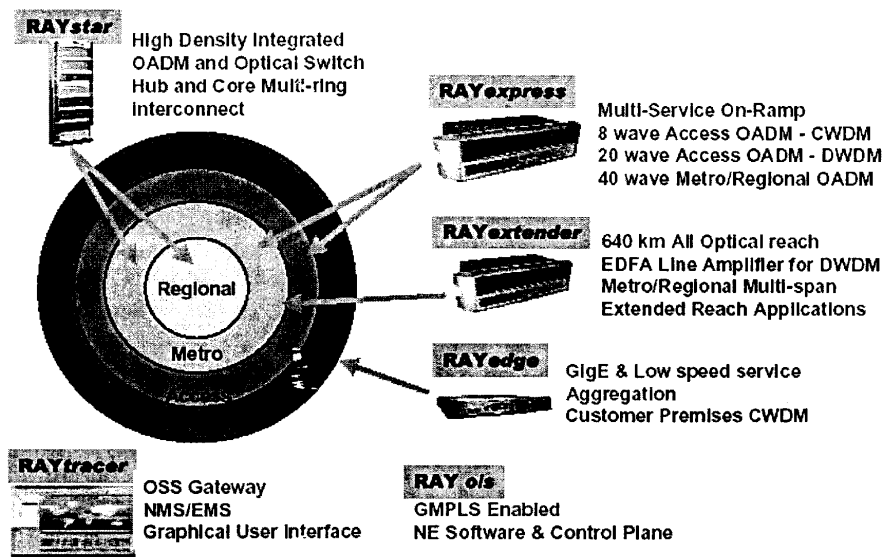 RAYstar
High Density Integrated
OADM and Optical Switch
Hub and Core Multi-ring
Interconnect
RAYexpress
Multi-Service On-Ramp
8 wave Access OADM - CWDM
20 wave Access OADM - DWDM
40 wave Metro/Regional OADM
RAYextender
640 km All Optical reach
EDFA Line Amplifier for DWDM
Metro/Regional Multi-span
Extended Reach Applications
Regional
Metro
Access
RAYedge
GigE & Low speed service
Aggregation
Customer Premises CWDM
RAYtracer
OSS Gateway
NMS/EMS
Graphical User Interface
RAYois
GMPLS Enabled
NE Software & Control Plane